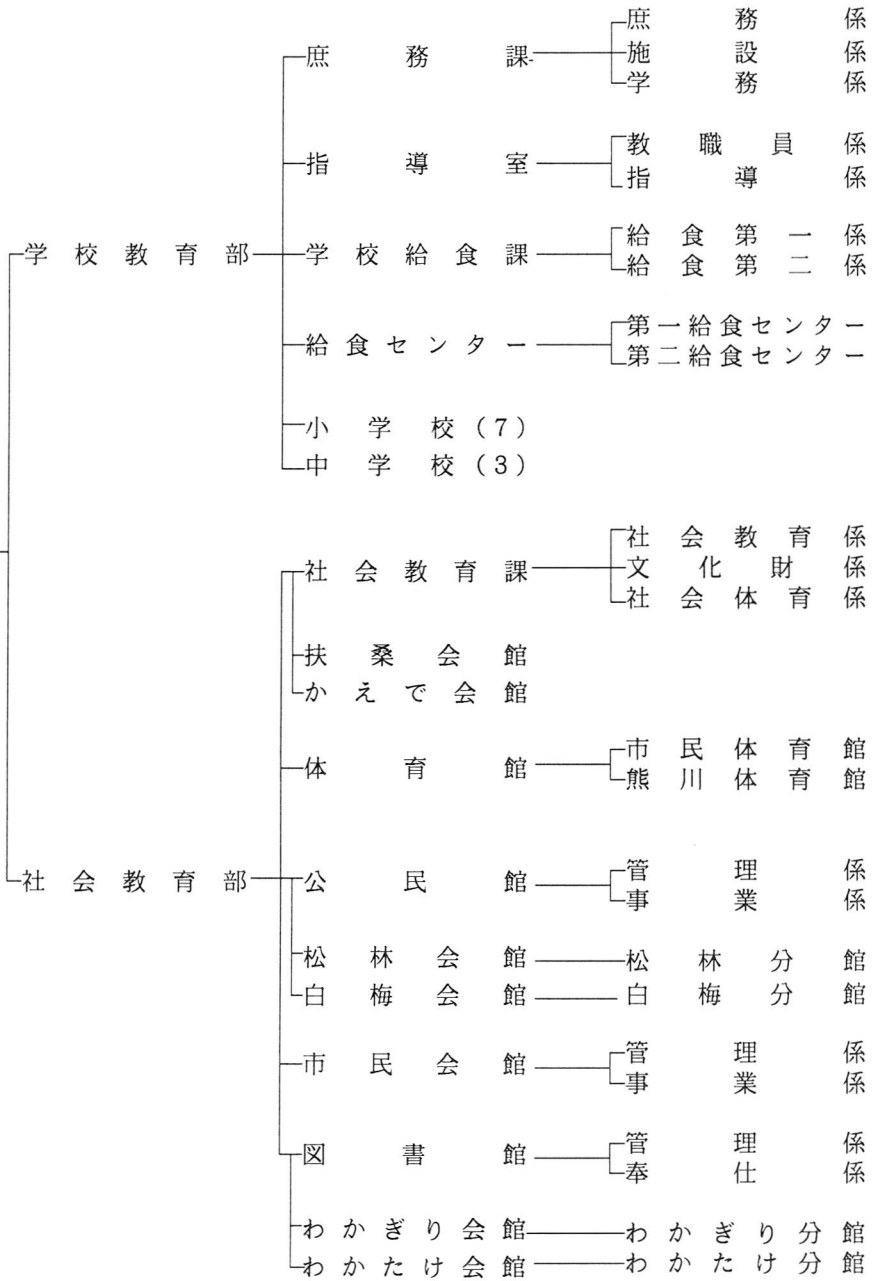 庶務係
庶務課
施設係
学務係
教職員係
指導室
指導係
学校教育部
学校給食課
給食第一係
給食第二係
給食センター
第一給食センター
第二給食センター
小学校(7)
中学校(3)
社会教育係
社会教育課
文化財係
社会体育係
扶桑会館
かえで会館
体育館
市民体育館
熊川体育館
社会教育部
公民館
管理係
事業係
松林会館
松林分館
白梅会館
白梅分館
市民会館
管理係
事業係
図書館
管理係
奉仕係
わかぎり会館
わかぎり分館
わかたけ会館
わかたけ分館